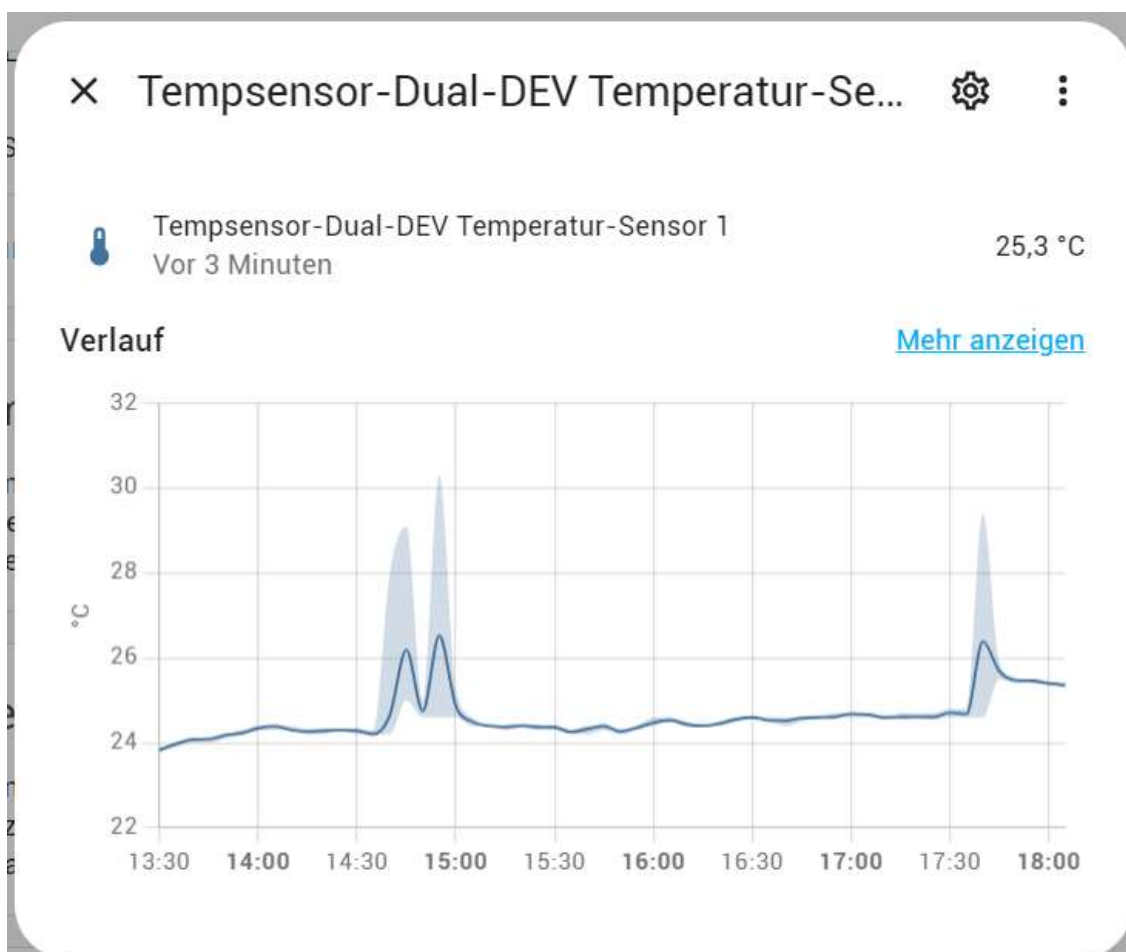 Tempsensor-Dual-DEV Temperatur-Se...
Tempsensor-Dual-DEV Temperatur-Sensor 1
25,3 °C
Vor 3 Minuten
Verlauf
Mehr anzeigen
32
30
28
°C
26
24
22
13:30 14:00 14:30 15:00 15:30 16:00 16:30 17:00 17:30 18:00